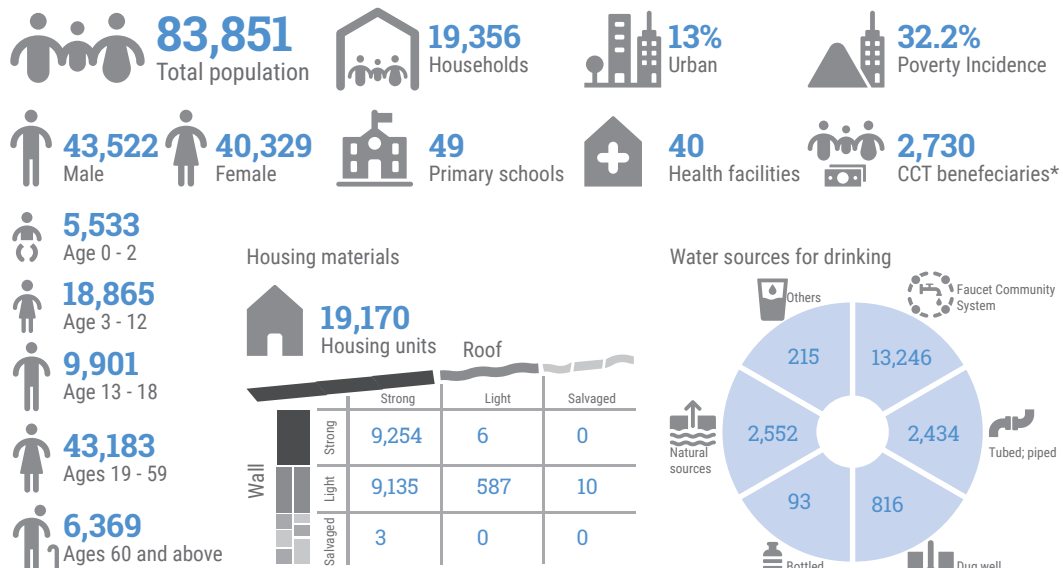 83,851
Total population
19,356
Households
13%
Urban
32.2%
Poverty Incidence
43,522
Male
40,329
Female
49
Primary schools
40
Health facilities
2,730
CCT benefeciaries*
5,533
Age 0 - 2
18,865
Age 3 - 12
9,901
Age 13 - 18
43,183
Ages 19 - 59
6,369
Ages 60 and above
Housing materials
19,170
Housing units
Roof
Strong
Light
Salvaged
Wall
Strong
9,254
6
0
Light
9,135
587
10
Salvaged
3
0
0
Water sources for drinking
Others
Faucet Community
System
215
13,246
2,552
2,434
Natural
sources
Tubed; piped
93
816
Bottled
Dug well